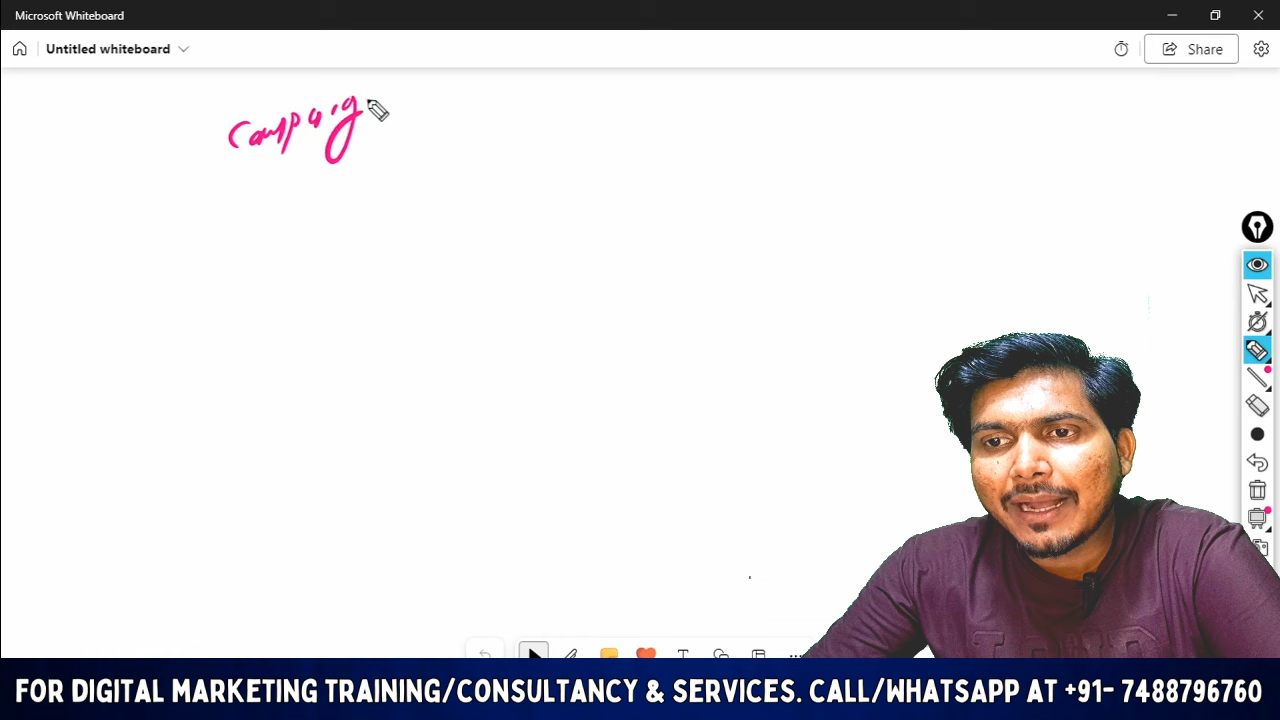 Microsoft Whiteboard
Untitled whiteboard
Share
Campaig
FOR DIGITAL MARKETING TRAINING/CONSULTANCY & SERVICES. CALL/WHATSAPP AT +91- 7488796760